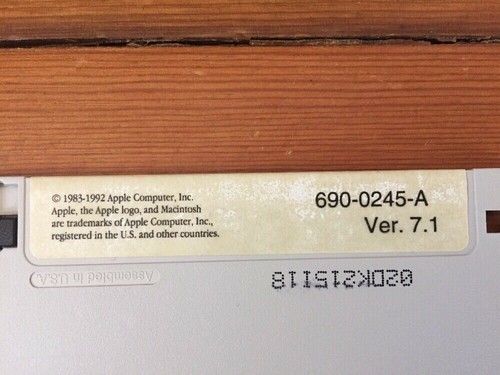 © 1983-1992 Apple Computer, Inc.
Apple, the Apple logo, and Macintosh
are trademarks of Apple Computer, Inc.,
registered in the U.S. and other countries.
690-0245-A
Ver. 7.1
Assembled in U.S.A
02DK215118